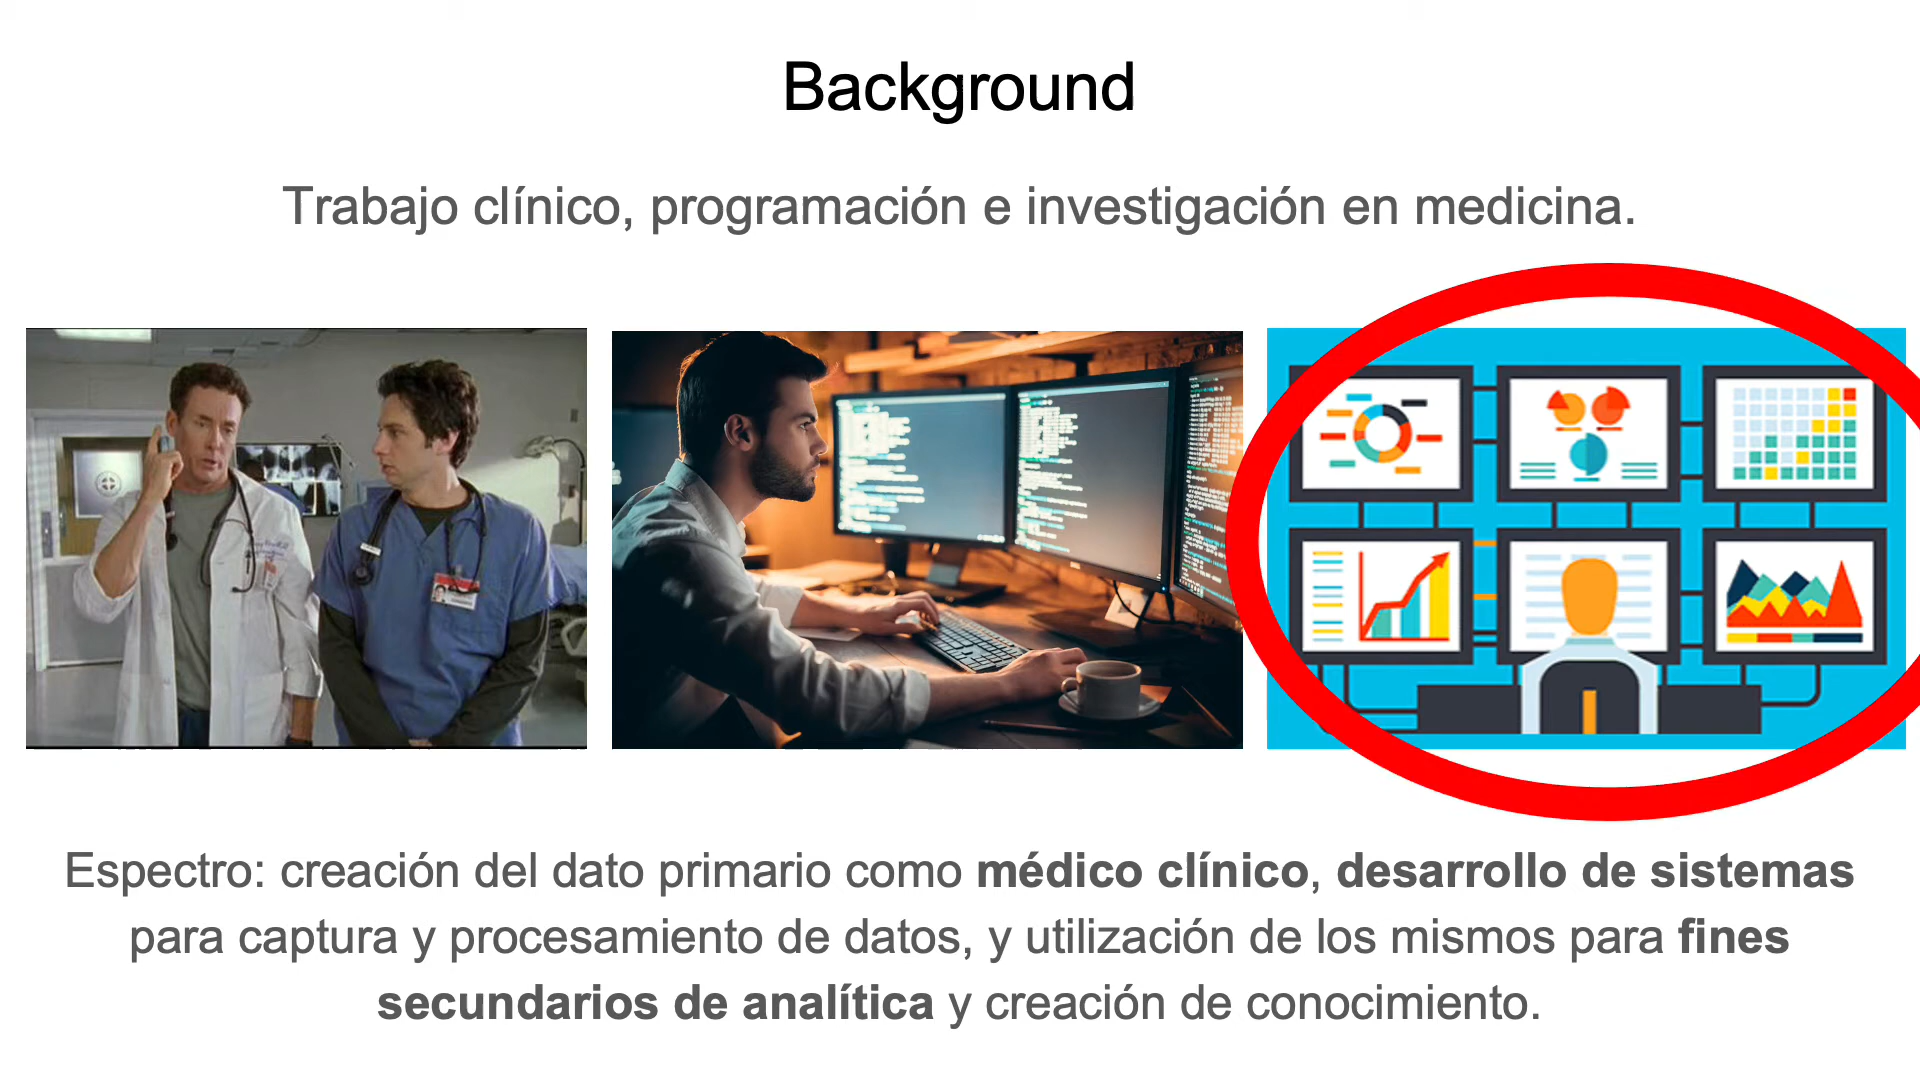 Background
Trabajo clínico, programación e investigación en medicina.
Espectro: creación del dato primario como médico clínico, desarrollo de sistemas
para captura y procesamiento de datos, y utilización de los mismos para fines
secundarios de analítica y creación de conocimiento.